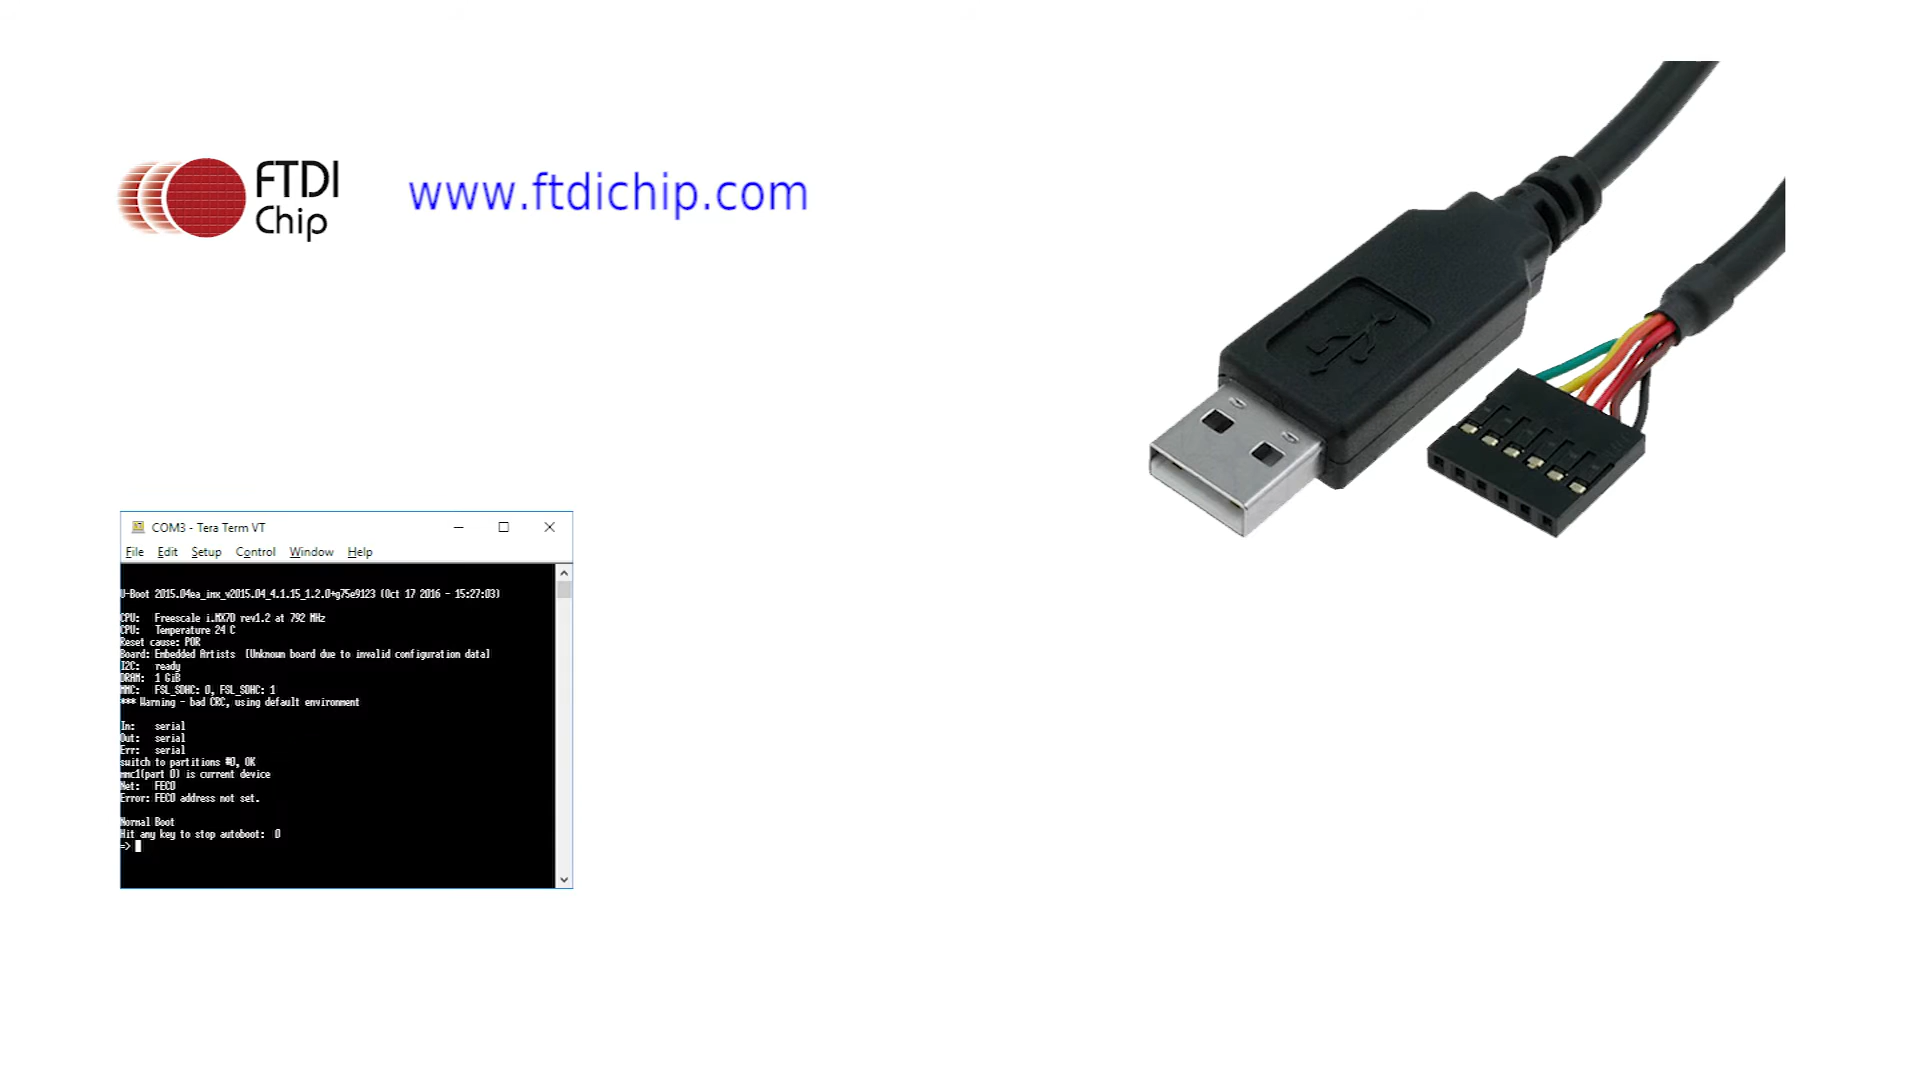 FTDI
Chip
www.ftdichip.com
COM3 - Tera Term VT
File Edit Setup Control Window Help
U-Boot 2015.04ea_imx_v2015.04_4.1.15_1.2.0+g75e9123 (Oct 17 2016 - 15:27:03)
CPU: Freescale i.MX7D rev1.2 at 792 MHz
CPU: Temperature 24 C
Reset cause: POR
Board: Embedded Artists [Unknown board due to invalid configuration data]
I2C: ready
DRAM: 1 GiB
MMC: FSL_SDHC: 0, FSL_SDHC: 1
*** Warning - bad CRC, using default environment
In: serial
Out: serial
Err: serial
switch to partitions #0, OK
mmc1(part 0) is current device
Net: FEC0
Error: FEC0 address not set.
Normal Boot
Hit any key to stop autoboot: 0
=>